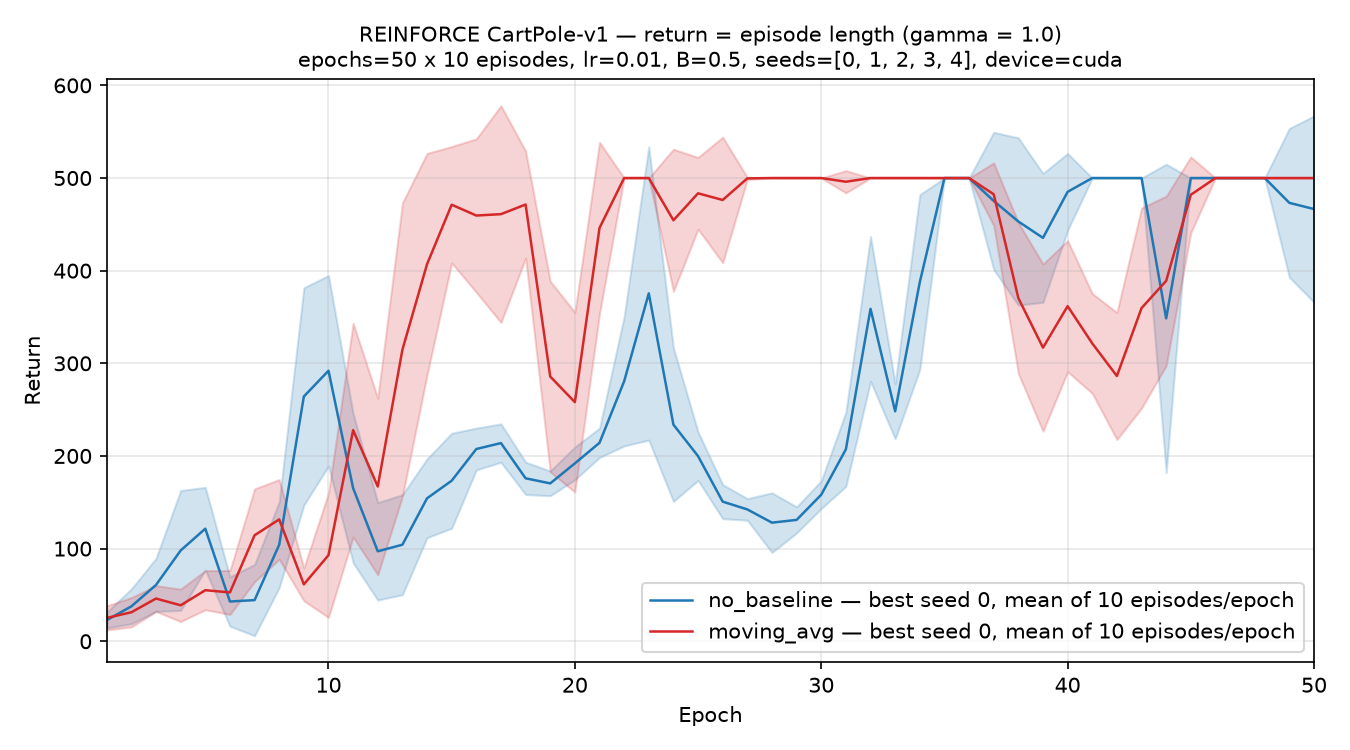 REINFORCE CartPole-v1 — return = episode length (gamma = 1.0)
epochs=50 x 10 episodes, lr=0.01, B=0.5, seeds=[0, 1, 2, 3, 4], device=cuda
600
500
400
300
200
100
0
Return
no_baseline — best seed 0, mean of 10 episodes/epoch
moving_avg — best seed 0, mean of 10 episodes/epoch
10
20
30
40
50
Epoch